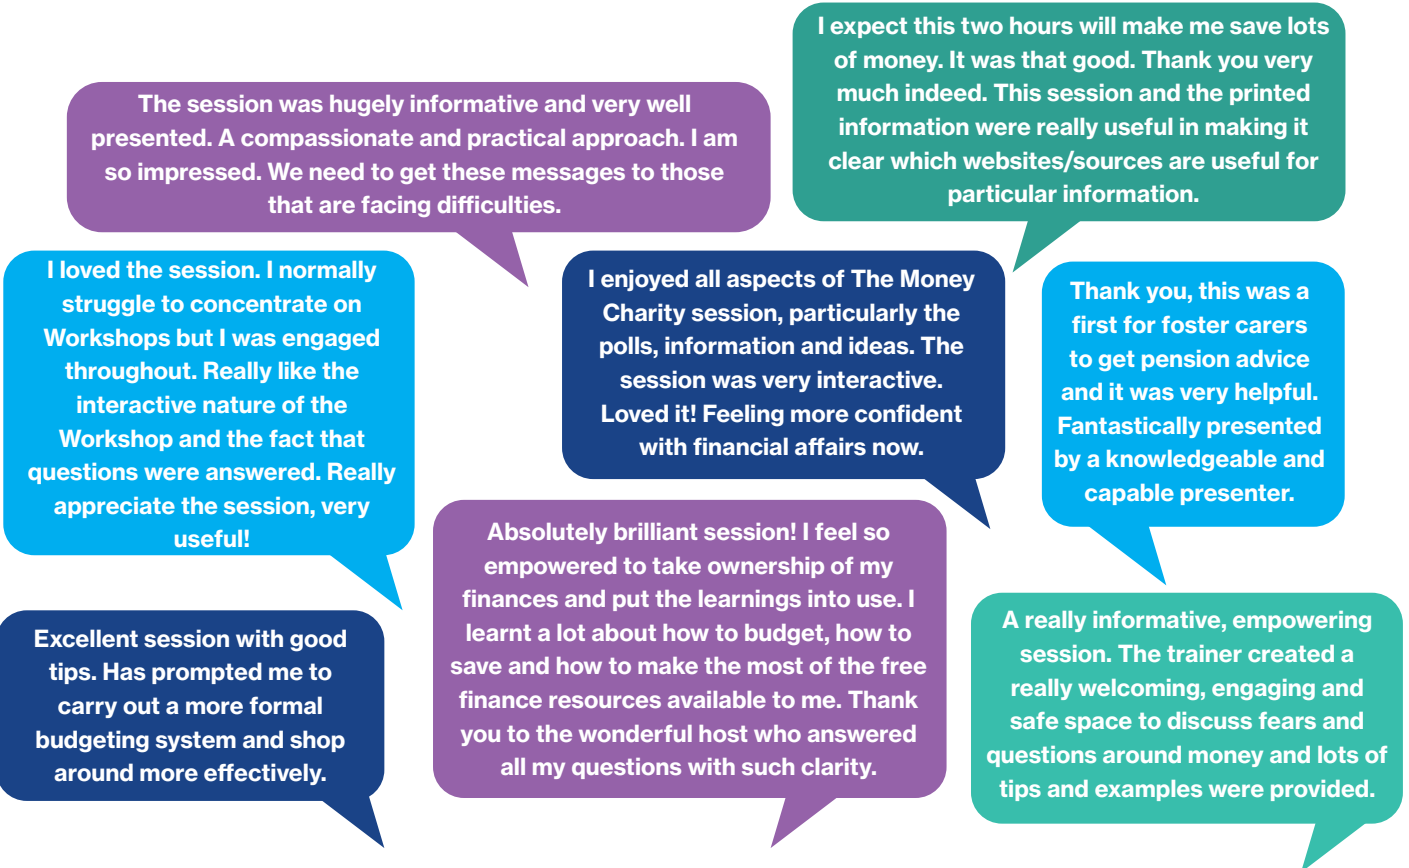 The session was hugely informative and very well
presented. A compassionate and practical approach. I am
so impressed. We need to get these messages to those
that are facing difficulties.
I expect this two hours will make me save lots
of money. It was that good. Thank you very
much indeed. This session and the printed
information were really useful in making it
clear which websites/sources are useful for
particular information.
I loved the session. I normally
struggle to concentrate on
Workshops but I was engaged
throughout. Really like the
interactive nature of the
Workshop and the fact that
questions were answered. Really
appreciate the session, very
useful!
I enjoyed all aspects of The Money
Charity session, particularly the
polls, information and ideas. The
session was very interactive.
Loved it! Feeling more confident
with financial affairs now.
Thank you, this was a
first for foster carers
to get pension advice
and it was very helpful.
Fantastically presented
by a knowledgeable and
capable presenter.
Excellent session with good
tips. Has prompted me to
carry out a more formal
budgeting system and shop
around more effectively.
Absolutely brilliant session! I feel so
empowered to take ownership of my
finances and put the learnings into use. I
learnt a lot about how to budget, how to
save and how to make the most of the free
finance resources available to me. Thank
you to the wonderful host who answered
all my questions with such clarity.
A really informative, empowering
session. The trainer created a
really welcoming, engaging and
safe space to discuss fears and
questions around money and lots of
tips and examples were provided.